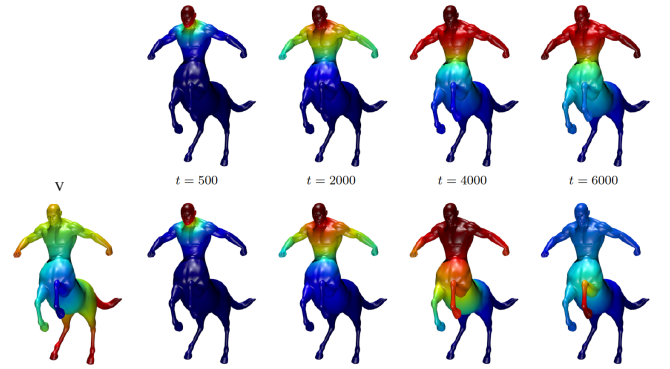 t = 500
t = 2000
t = 4000
t = 6000
V